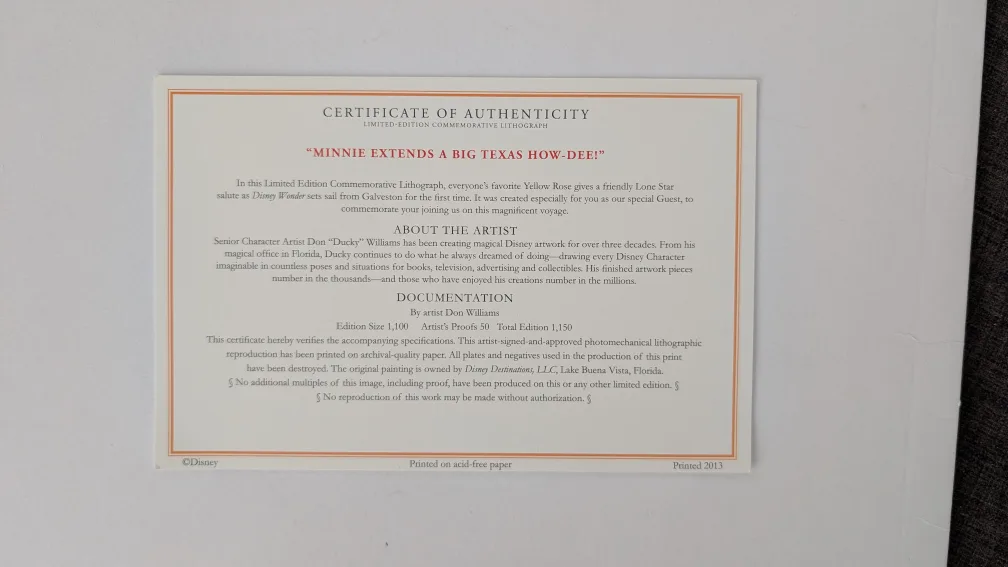 CERTIFICATE OF AUTHENTICITY
LIMITED-EDITION COMMEMORATIVE LITHOGRAPH
“MINNIE EXTENDS A BIG TEXAS HOW-DEE!”
In this Limited Edition Commemorative Lithograph, everyone’s favorite Yellow Rose gives a friendly Lone Star
salute as Disney Wonder sets sail from Galveston for the first time. It was created especially for you as our special Guest, to
commemorate your joining us on this magnificent voyage.
ABOUT THE ARTIST
Senior Character Artist Don “Ducky” Williams has been creating magical Disney artwork for over three decades. From his
magical office in Florida, Ducky continues to do what he always dreamed of doing—drawing every Disney Character
imaginable in countless poses and situations for books, television, advertising and collectibles. His finished artwork pieces
number in the thousands—and those who have enjoyed his creations number in the millions.
DOCUMENTATION
By artist Don Williams
Edition Size 1,100 Artist’s Proofs 50 Total Edition 1,150
This certificate hereby verifies the accompanying specifications. This artist-signed-and-approved photomechanical lithographic
reproduction has been printed on archival-quality paper. All plates and negatives used in the production of this print
have been destroyed. The original painting is owned by Disney Destinations, LLC, Lake Buena Vista, Florida.
§ No additional multiples of this image, including proof, have been produced on this or any other limited edition. §
§ No reproduction of this work may be made without authorization. §
©Disney Printed on acid-free paper Printed 2013